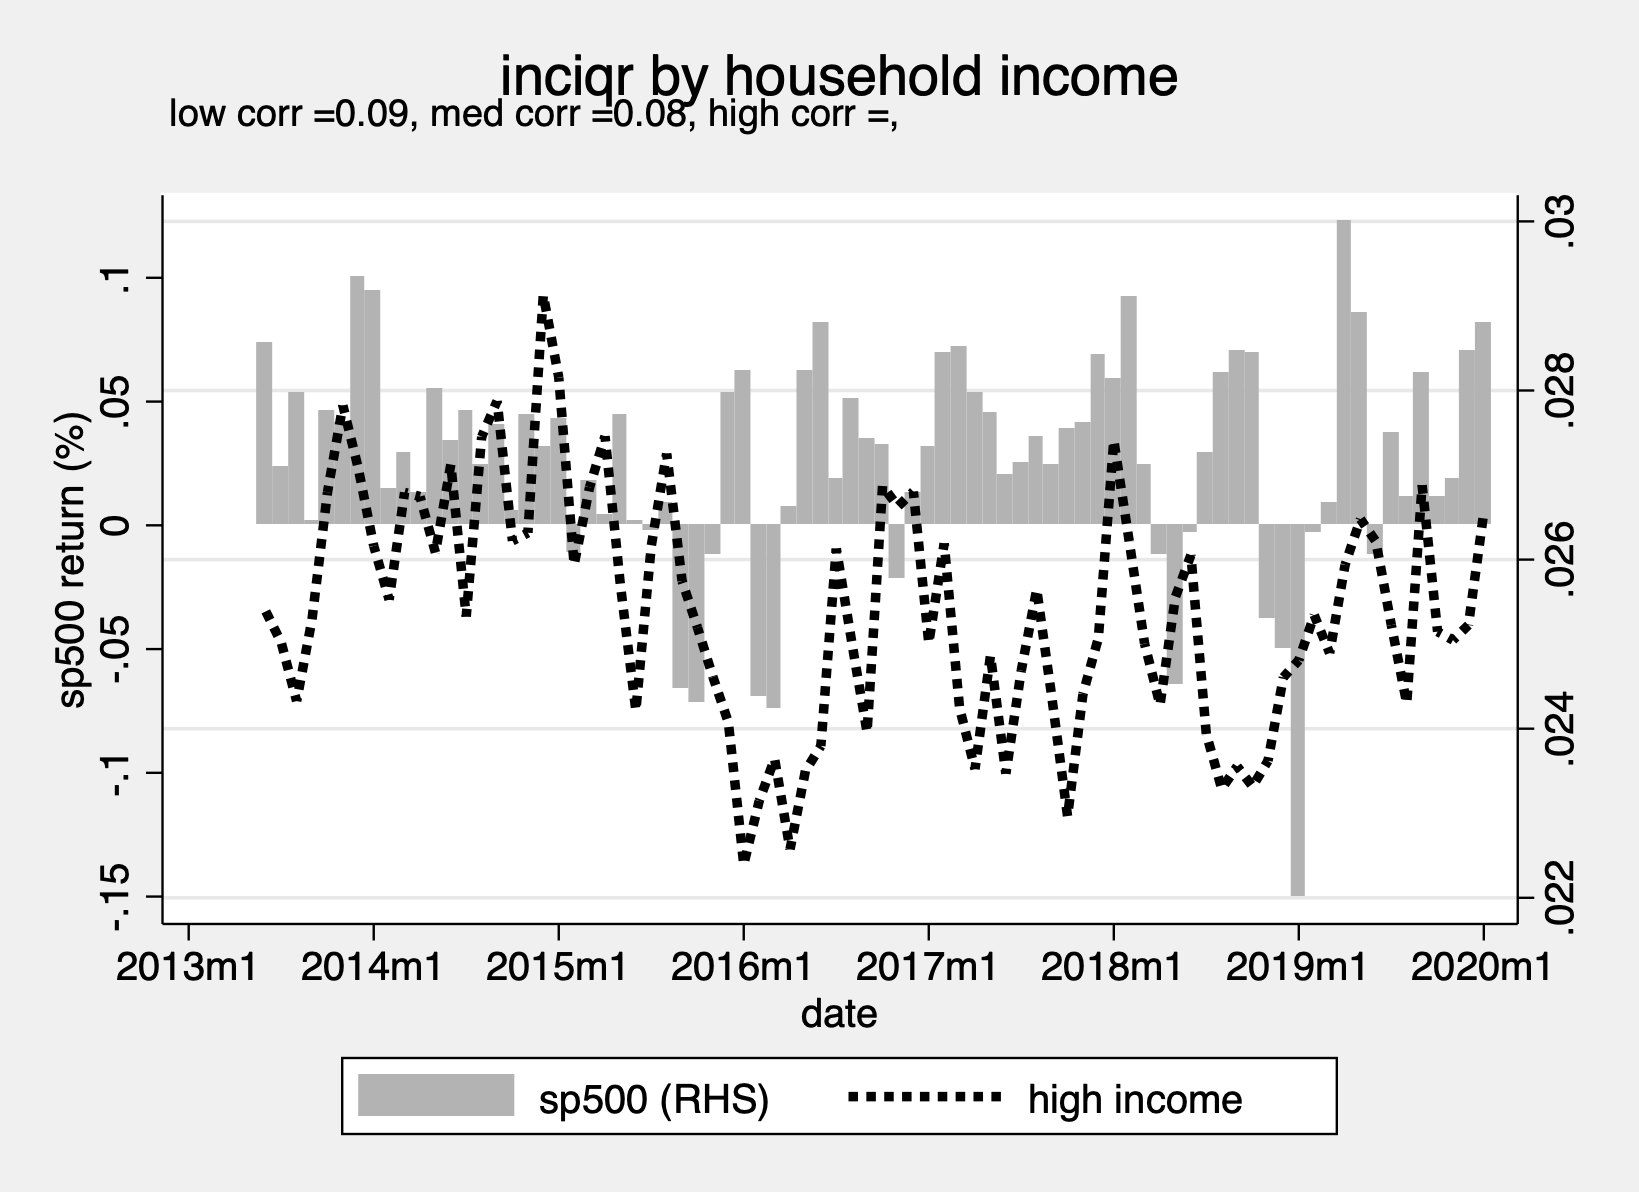 inciqr by household income
low corr =0.09, med corr =0.08, high corr =,
sp500 return (%)
.1
.05
0
-.05
-.1
-.15
.03
.028
.026
.024
.022
2013m1 2014m1 2015m1 2016m1 2017m1 2018m1 2019m1 2020m1
date
sp500 (RHS) high income